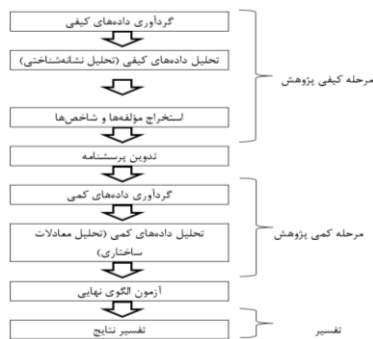 گردآوری داده‌های کیفی
تحلیل داده‌های کیفی (تحلیل نشانه‌شناختی)
مرحله کیفی پژوهش
استخراج مؤلفه‌ها و شاخص‌ها
تدوین پرسشنامه
گردآوری داده‌های کمی
تحلیل داده‌های کمی (تحلیل معادلات
ساختاری)
مرحله کمی پژوهش
آزمون الگوی نهایی
تفسیر نتایج
تفسیر